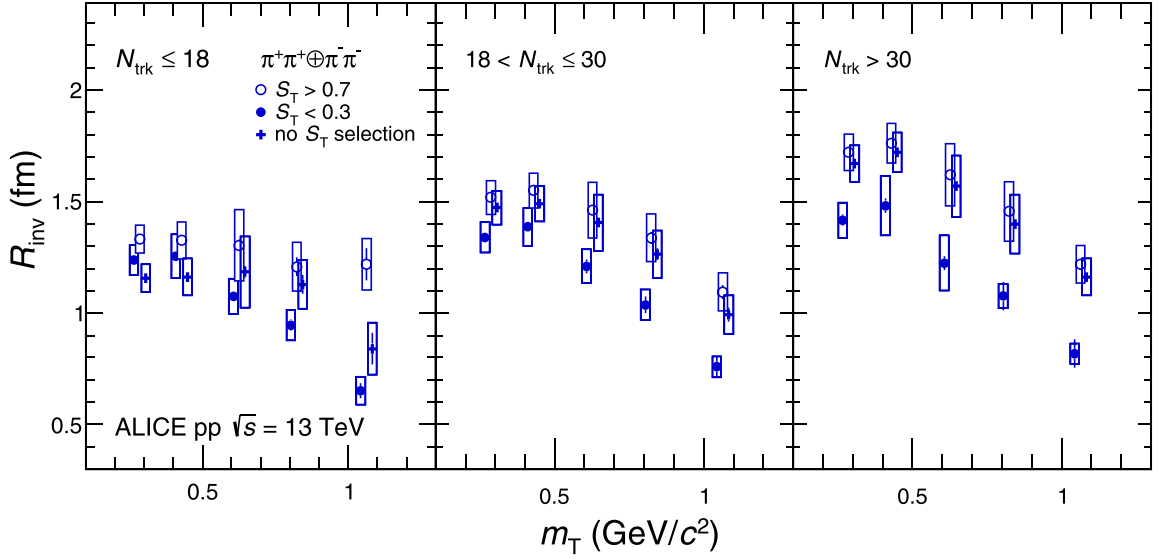 N_trk ≤ 18
π⁺π⁺⊕π⁻π⁻
S_T > 0.7
S_T < 0.3
no S_T selection
18 < N_trk ≤ 30
N_trk > 30
R_inv (fm)
2
1.5
1
0.5
ALICE pp √s = 13 TeV
0.5 1 0.5 1 0.5 1
m_T (GeV/c²)